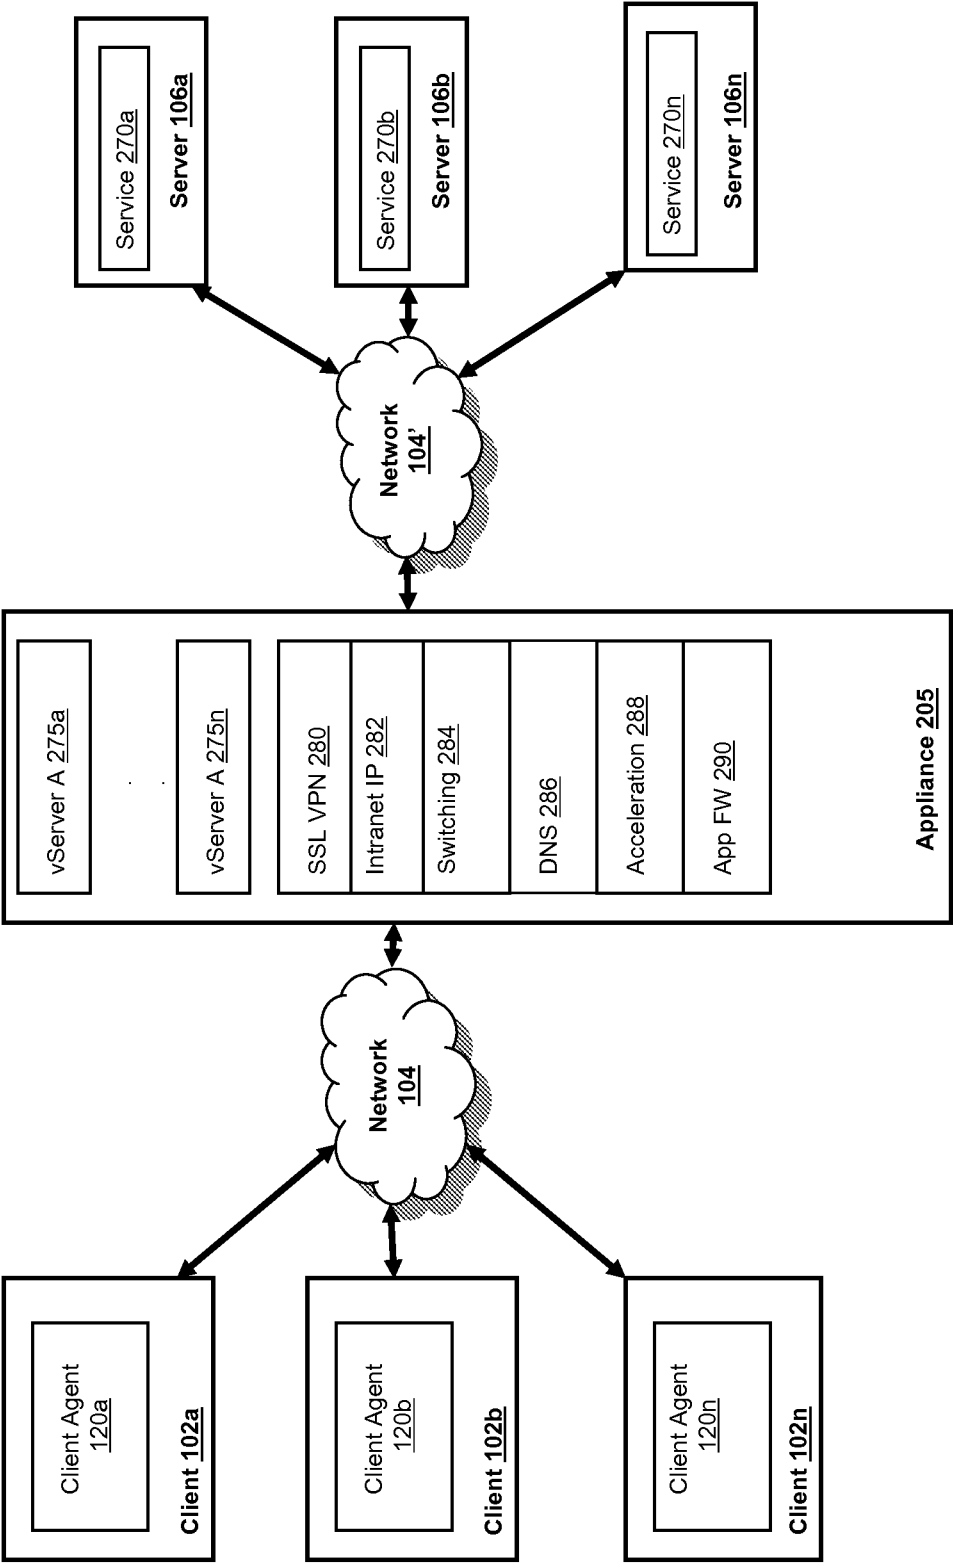 Client Agent
120a
Client 102a
Client Agent
120b
Client 102b
Client Agent
120n
Client 102n
Network
104
vServer A 275a
. .
vServer A 275n
SSL VPN 280
Intranet IP 282
Switching 284
DNS 286
Acceleration 288
App FW 290
Appliance 205
Network
104’
Service 270a
Server 106a
Service 270b
Server 106b
Service 270n
Server 106n